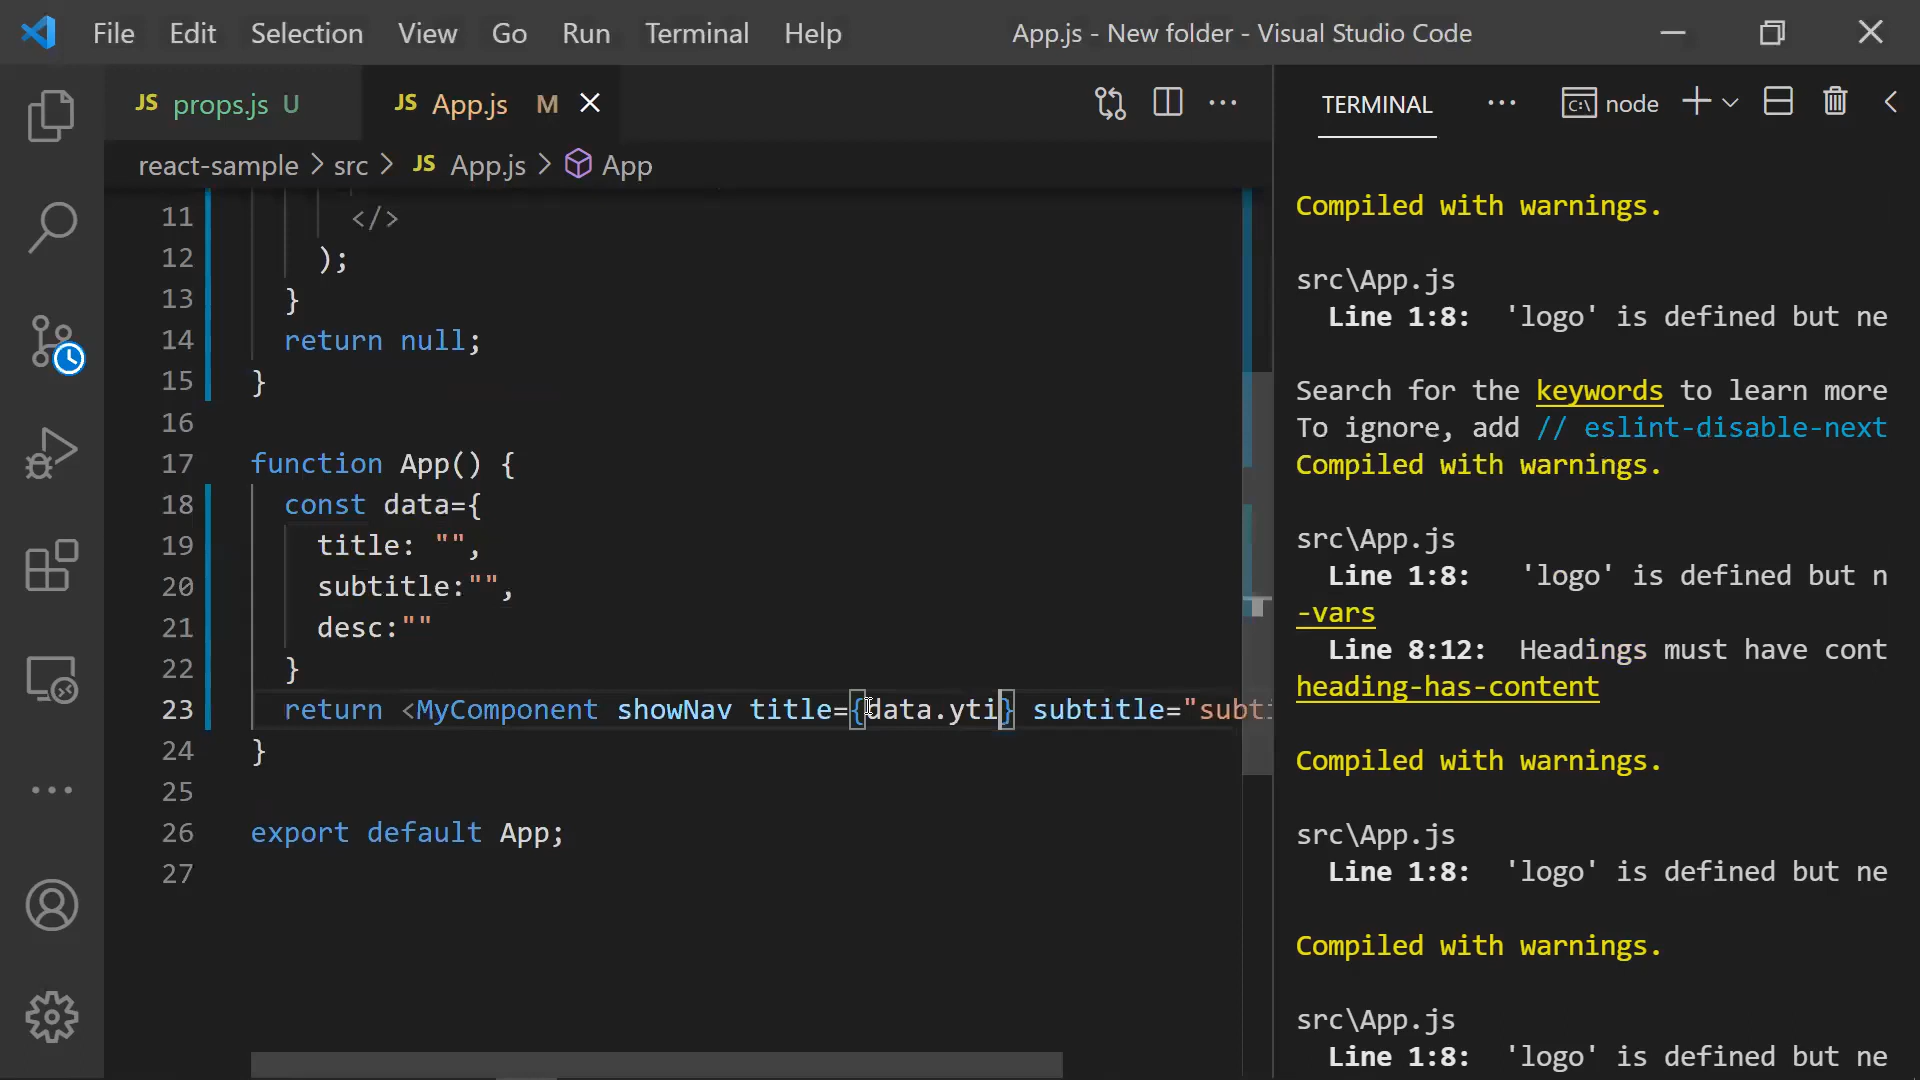 File Edit Selection View Go Run Terminal Help App.js - New folder - Visual Studio Code
JS props.js U JS App.js M
react-sample > src > JS App.js > App
11 </>
12 );
13 }
14 return null;
15 }
16
17 function App() {
18 const data={
19 title: "",
20 subtitle:"",
21 desc:""
22 }
23 return <MyComponent showNav title={data.yti} subtitle="subti
24 }
25
26 export default App;
27
TERMINAL ··· node
Compiled with warnings.
src\App.js
Line 1:8: 'logo' is defined but ne
Search for the keywords to learn more
To ignore, add // eslint-disable-next
Compiled with warnings.
src\App.js
Line 1:8: 'logo' is defined but n
-vars
Line 8:12: Headings must have cont
heading-has-content
Compiled with warnings.
src\App.js
Line 1:8: 'logo' is defined but ne
Compiled with warnings.
src\App.js
Line 1:8: 'logo' is defined but ne